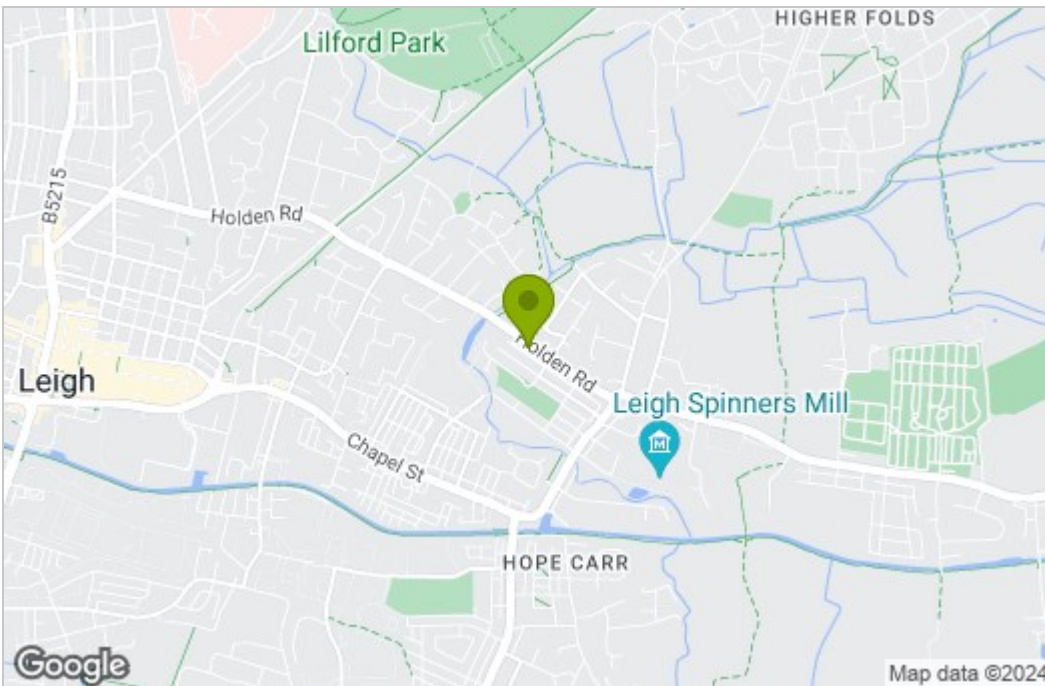 HIGHER FOLDS
Lilford Park
B5215
Holden Rd
Holden Rd
Leigh
Leigh Spinners Mill
M
Chapel St
HOPE CARR
Google
Map data ©2024